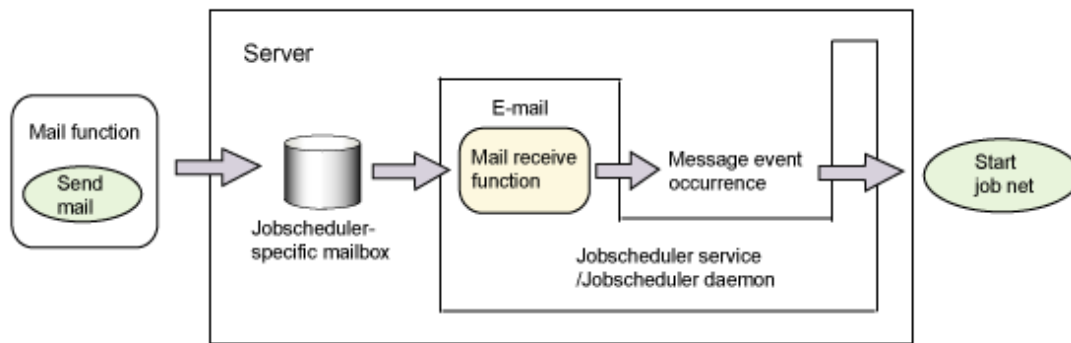 Server
Mail function
Send
mail
Jobscheduler-
specific mailbox
E-mail
Mail receive
function
Message event
occurrence
Jobscheduler service
/Jobscheduler daemon
Start
job net